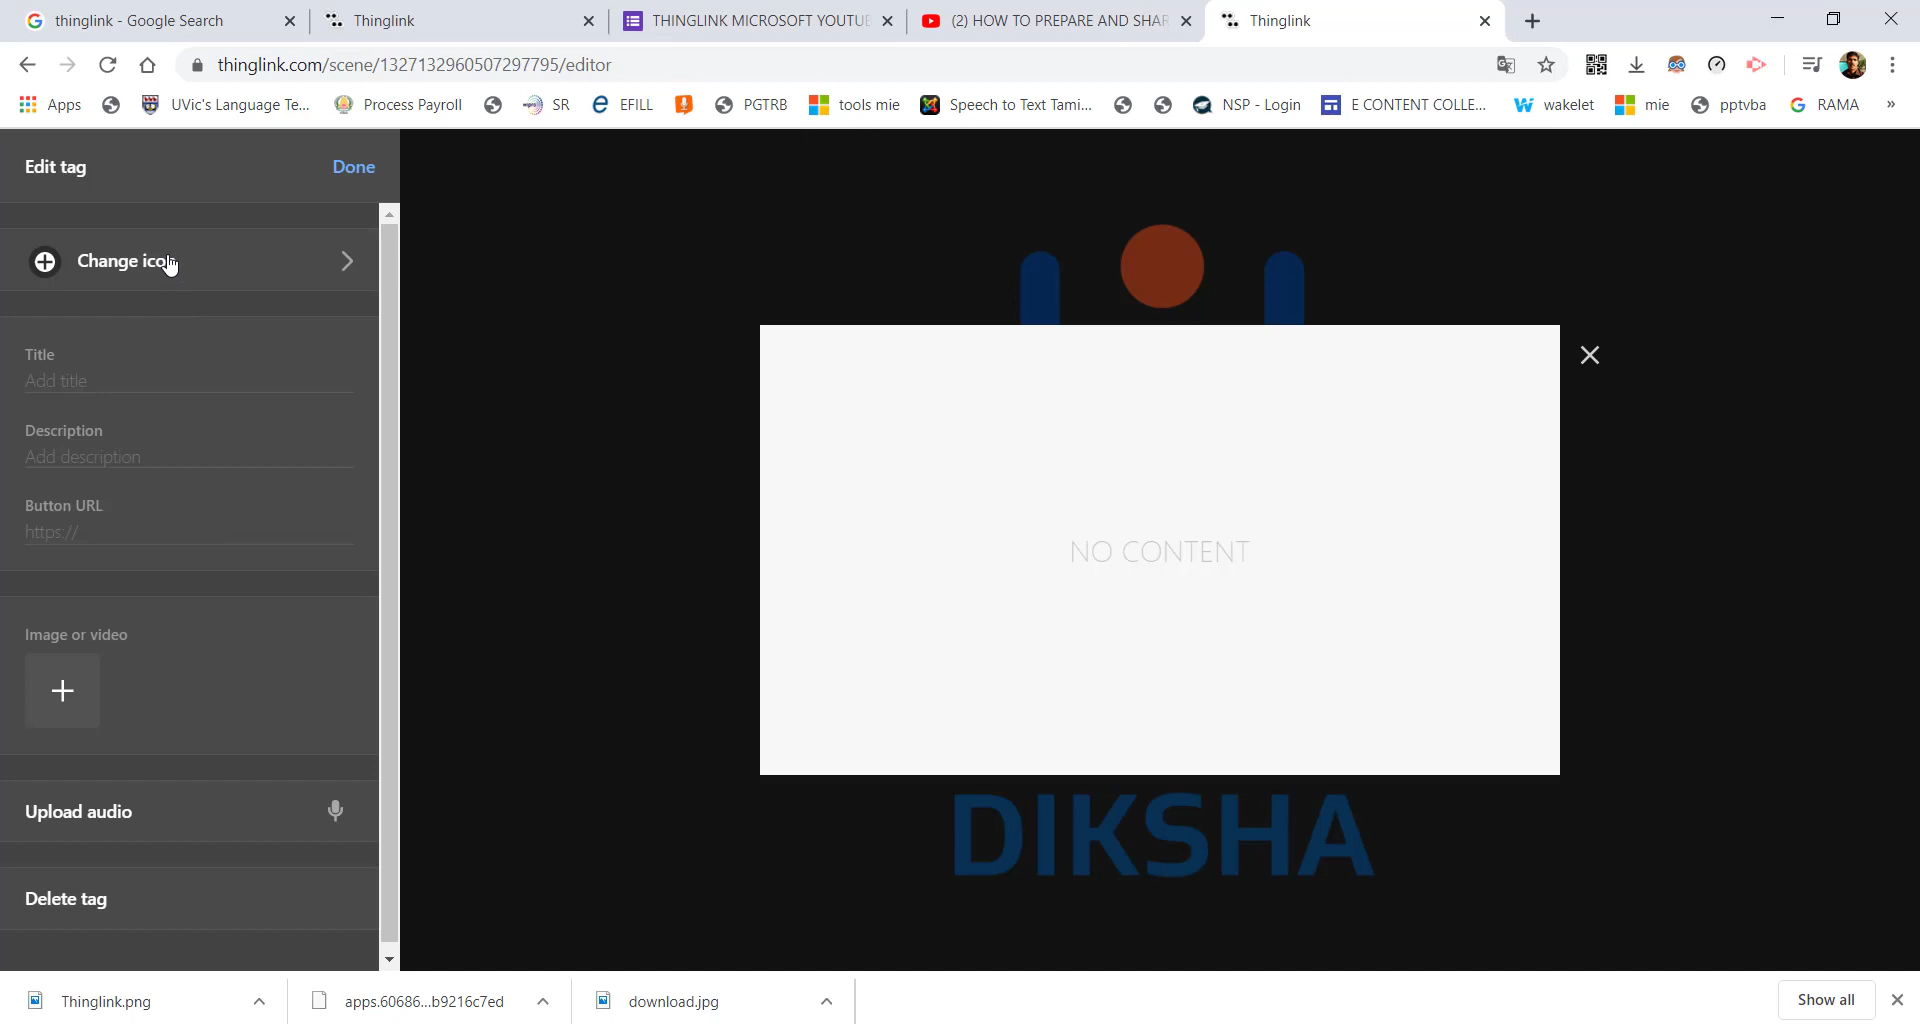 thinglink - Google Search
Thinglink
THINGLINK MICROSOFT YOUTUB
(2) HOW TO PREPARE AND SHAR
Thinglink
thinglink.com/scene/1327132960507297795/editor
Apps
UVic's Language Te...
Process Payroll
SR
EFILL
PGTRB
tools mie
Speech to Text Tami...
NSP - Login
E CONTENT COLLE...
wakelet
mie
pptvba
RAMA
»
Edit tag
Done
Change icon
Title
Add title
Description
Add description
Button URL
https://
Image or video
Upload audio
Delete tag
NO CONTENT
DIKSHA
Thinglink.png
apps.60686...b9216c7ed
download.jpg
Show all